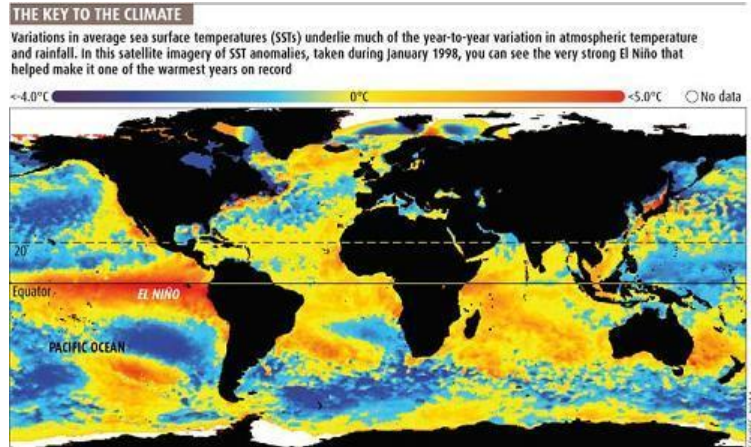 THE KEY TO THE CLIMATE
Variations in average sea surface temperatures (SSTs) underlie much of the year-to-year variation in atmospheric temperature
and rainfall. In this satellite imagery of SST anomalies, taken during January 1998, you can see the very strong El Niño that
helped make it one of the warmest years on record
<-4.0°C 0°C <5.0°C No data
20°
Equator
EL NIÑO
PACIFIC OCEAN